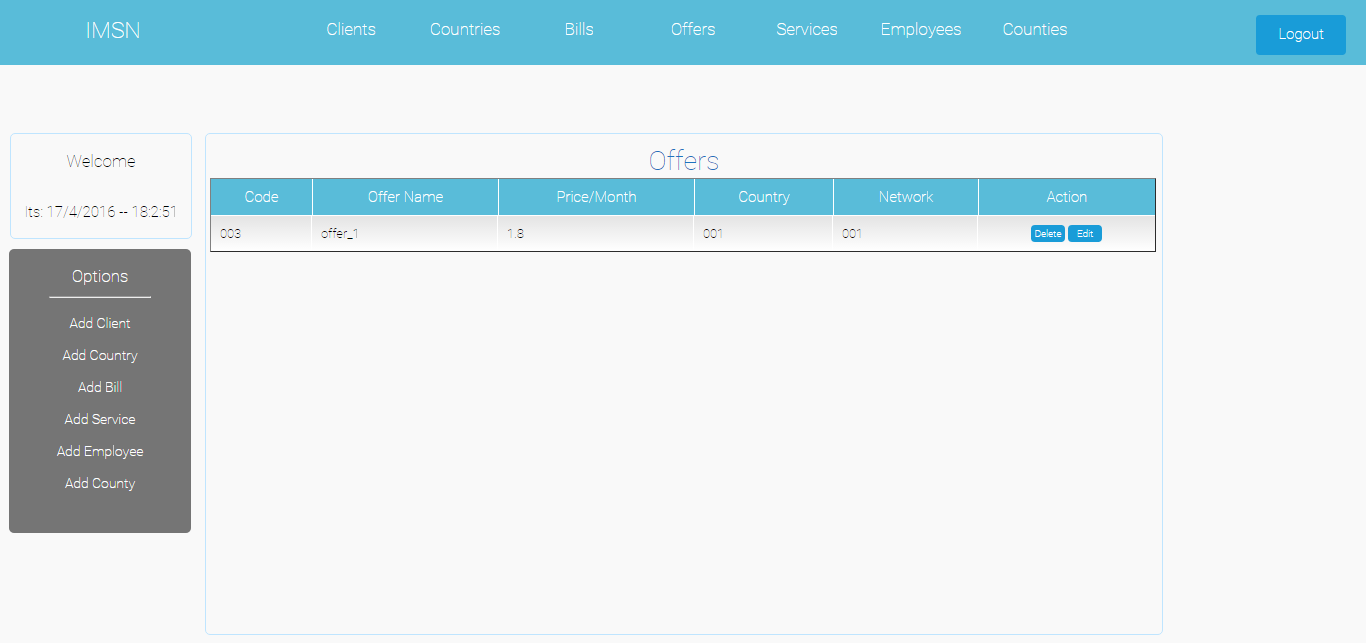 IMSN Clients Countries Bills Offers Services Employees Counties Logout
Welcome
Its: 17/4/2016 -- 18:2:51
Options
Add Client
Add Country
Add Bill
Add Service
Add Employee
Add County
Offers
Code Offer Name Price/Month Country Network Action
003 offer_1 1.8 001 001 Delete Edit